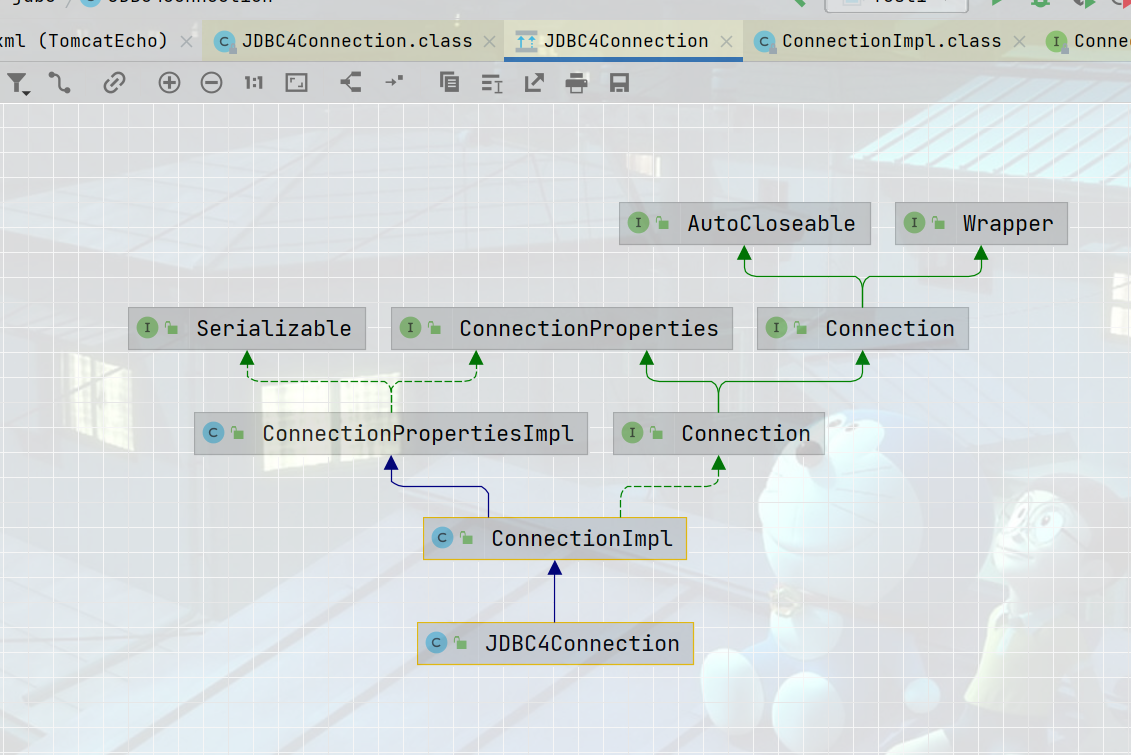 JDBC4Connection
xml (TomcatEcho)
JDBC4Connection.class
JDBC4Connection
ConnectionImpl.class
Conne
1:1
I AutoCloseable
I Wrapper
I Serializable
I ConnectionProperties
I Connection
C ConnectionPropertiesImpl
I Connection
C ConnectionImpl
C JDBC4Connection